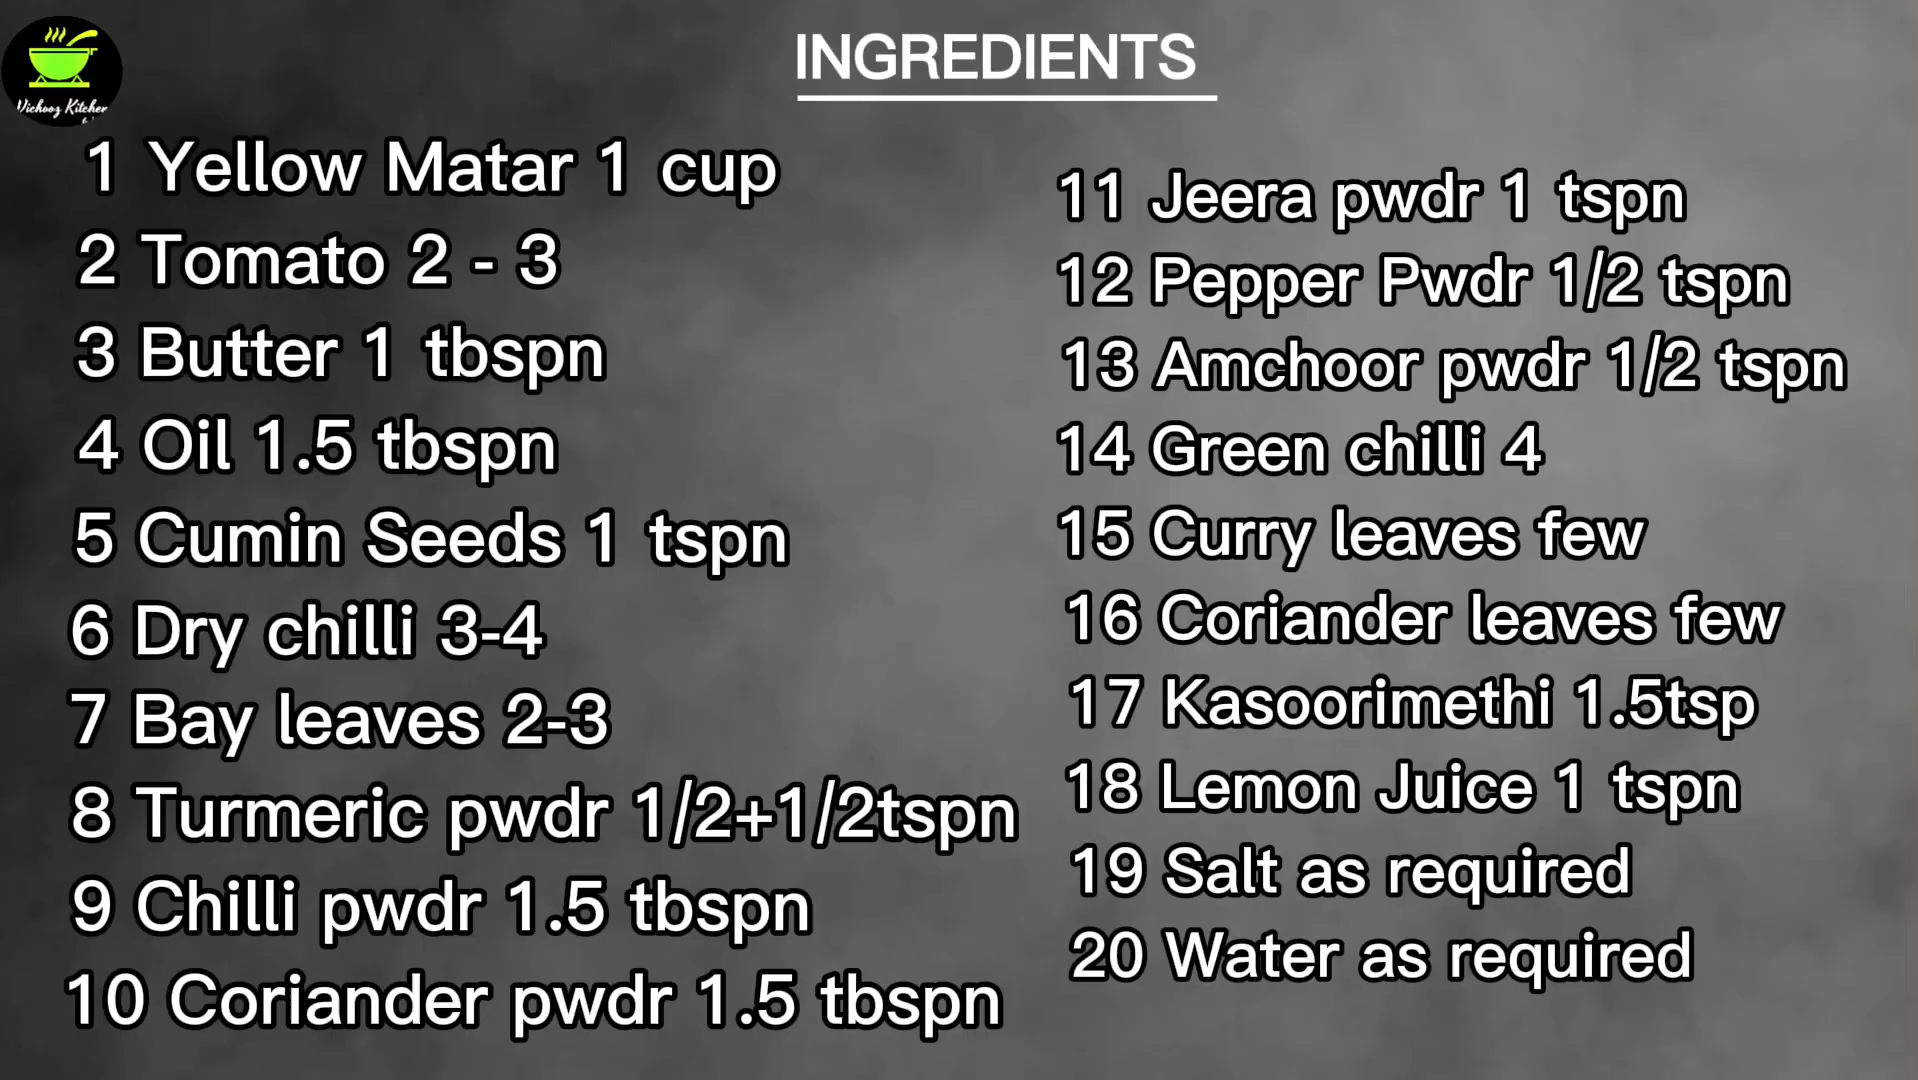 Vichooz Kitchen
INGREDIENTS
1 Yellow Matar 1 cup
2 Tomato 2 - 3
3 Butter 1 tbspn
4 Oil 1.5 tbspn
5 Cumin Seeds 1 tspn
6 Dry chilli 3-4
7 Bay leaves 2-3
8 Turmeric pwdr 1/2+1/2tspn
9 Chilli pwdr 1.5 tbspn
10 Coriander pwdr 1.5 tbspn
11 Jeera pwdr 1 tspn
12 Pepper Pwdr 1/2 tspn
13 Amchoor pwdr 1/2 tspn
14 Green chilli 4
15 Curry leaves few
16 Coriander leaves few
17 Kasoorimethi 1.5tsp
18 Lemon Juice 1 tspn
19 Salt as required
20 Water as required